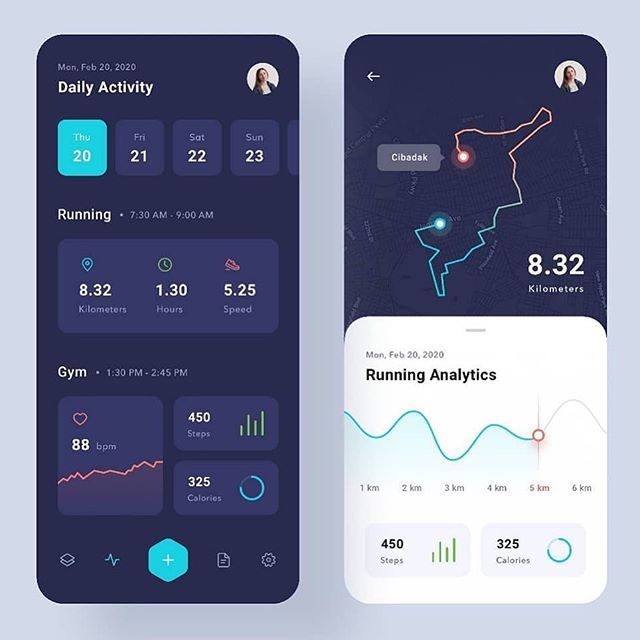 Mon, Feb 20, 2020
Daily Activity
Thu
20
Fri
21
Sat
22
Sun
23
Running • 7:30 AM - 9:00 AM
8.32
Kilometers
1.30
Hours
5.25
Speed
Gym • 1:30 PM - 2:45 PM
88 bpm
450
Steps
325
Calories
Cibadak
8.32
Kilometers
Mon, Feb 20, 2020
Running Analytics
1 km 2 km 3 km 4 km 5 km 6 km
450
Steps
325
Calories